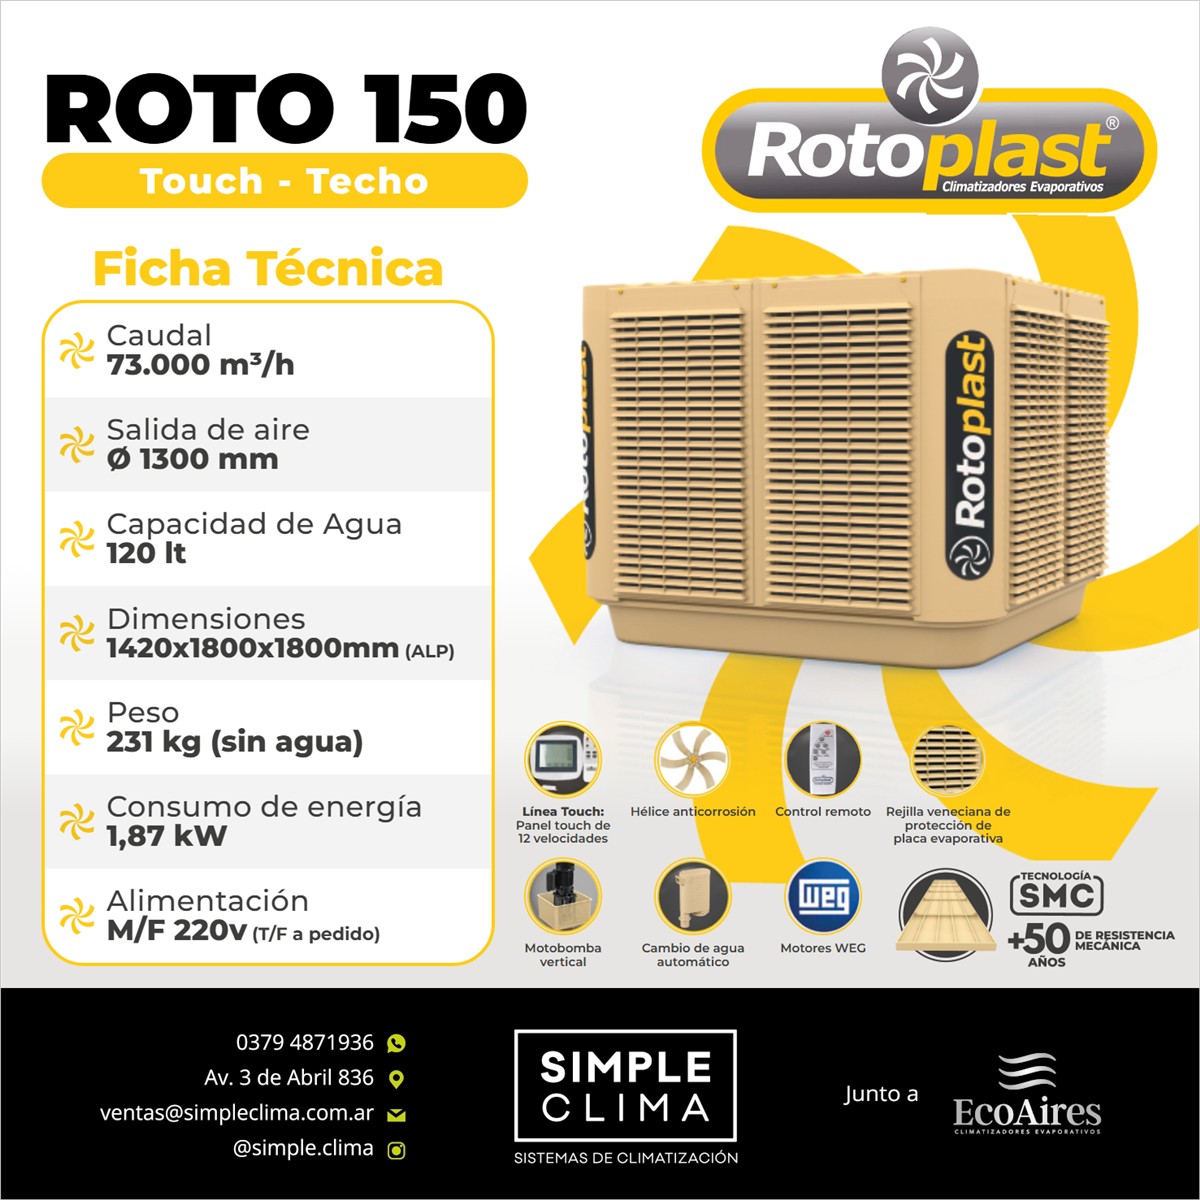 ROTO 150
Touch - Techo
Rotoplast®
Climatizadores Evaporativos
Ficha Técnica
Caudal
73.000 m³/h
Salida de aire
Ø 1300 mm
Capacidad de Agua
120 lt
Dimensiones
1420x1800x1800mm (ALP)
Peso
231 kg (sin agua)
Consumo de energía
1,87 kW
Alimentación
M/F 220v (T/F a pedido)
Rotoplast
Rotoplast
Línea Touch:
Panel touch de
12 velocidades
Hélice anticorrosión
Control remoto
Rejilla veneciana de
protección de
placa evaporativa
Motobomba
vertical
Cambio de agua
automático
WEG
Motores WEG
TECNOLOGÍA
SMC
+50 DE RESISTENCIA
MECÁNICA
AÑOS
0379 4871936
Av. 3 de Abril 836
ventas@simpleclima.com.ar
@simple.clima
SIMPLE
CLIMA
SISTEMAS DE CLIMATIZACIÓN
Junto a
EcoAires
CLIMATIZADORES EVAPORATIVOS